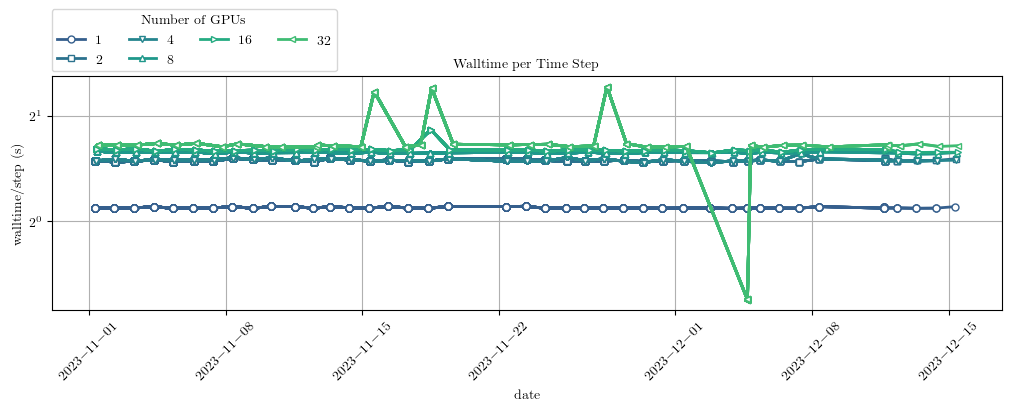 Number of GPUs
1 4 16 32
2 8
Walltime per Time Step
2^1
2^0
walltime/step (s)
2023-11-01 2023-11-08 2023-11-15 2023-11-22 2023-12-01 2023-12-08 2023-12-15
date